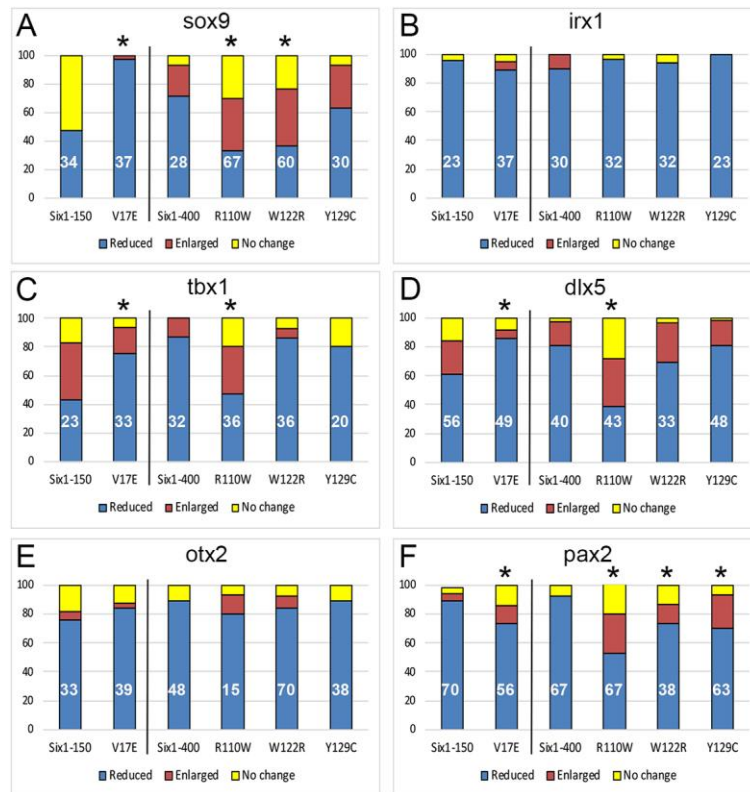 A sox9
* * *
100
80
60
40
20
0
34 37 28 67 60 30
Six1-150 V17E Six1-400 R110W W122R Y129C
Reduced Enlarged No change
B irx1
100
80
60
40
20
0
23 37 30 32 32 23
Six1-150 V17E Six1-400 R110W W122R Y129C
Reduced Enlarged No change
C tbx1
* *
100
80
60
40
20
0
23 33 32 36 36 20
Six1-150 V17E Six1-400 R110W W122R Y129C
Reduced Enlarged No change
D dlx5
* *
100
80
60
40
20
0
56 49 40 43 33 48
Six1-150 V17E Six1-400 R110W W122R Y129C
Reduced Enlarged No change
E otx2
100
80
60
40
20
0
33 39 48 15 70 38
Six1-150 V17E Six1-400 R110W W122R Y129C
Reduced Enlarged No change
F pax2
* * * *
100
80
60
40
20
0
70 56 67 67 38 63
Six1-150 V17E Six1-400 R110W W122R Y129C
Reduced Enlarged No change